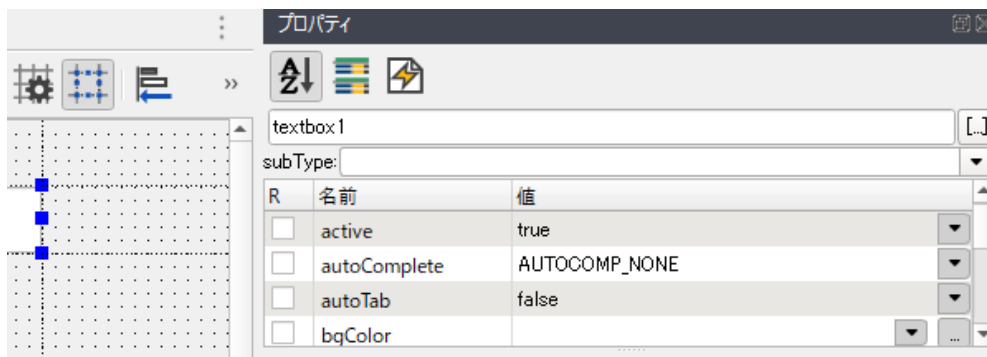 プロパティ
textbox1
[...]
subType:
R 名前 値
active true
autoComplete AUTOCOMP_NONE
autoTab false
bgColor ...